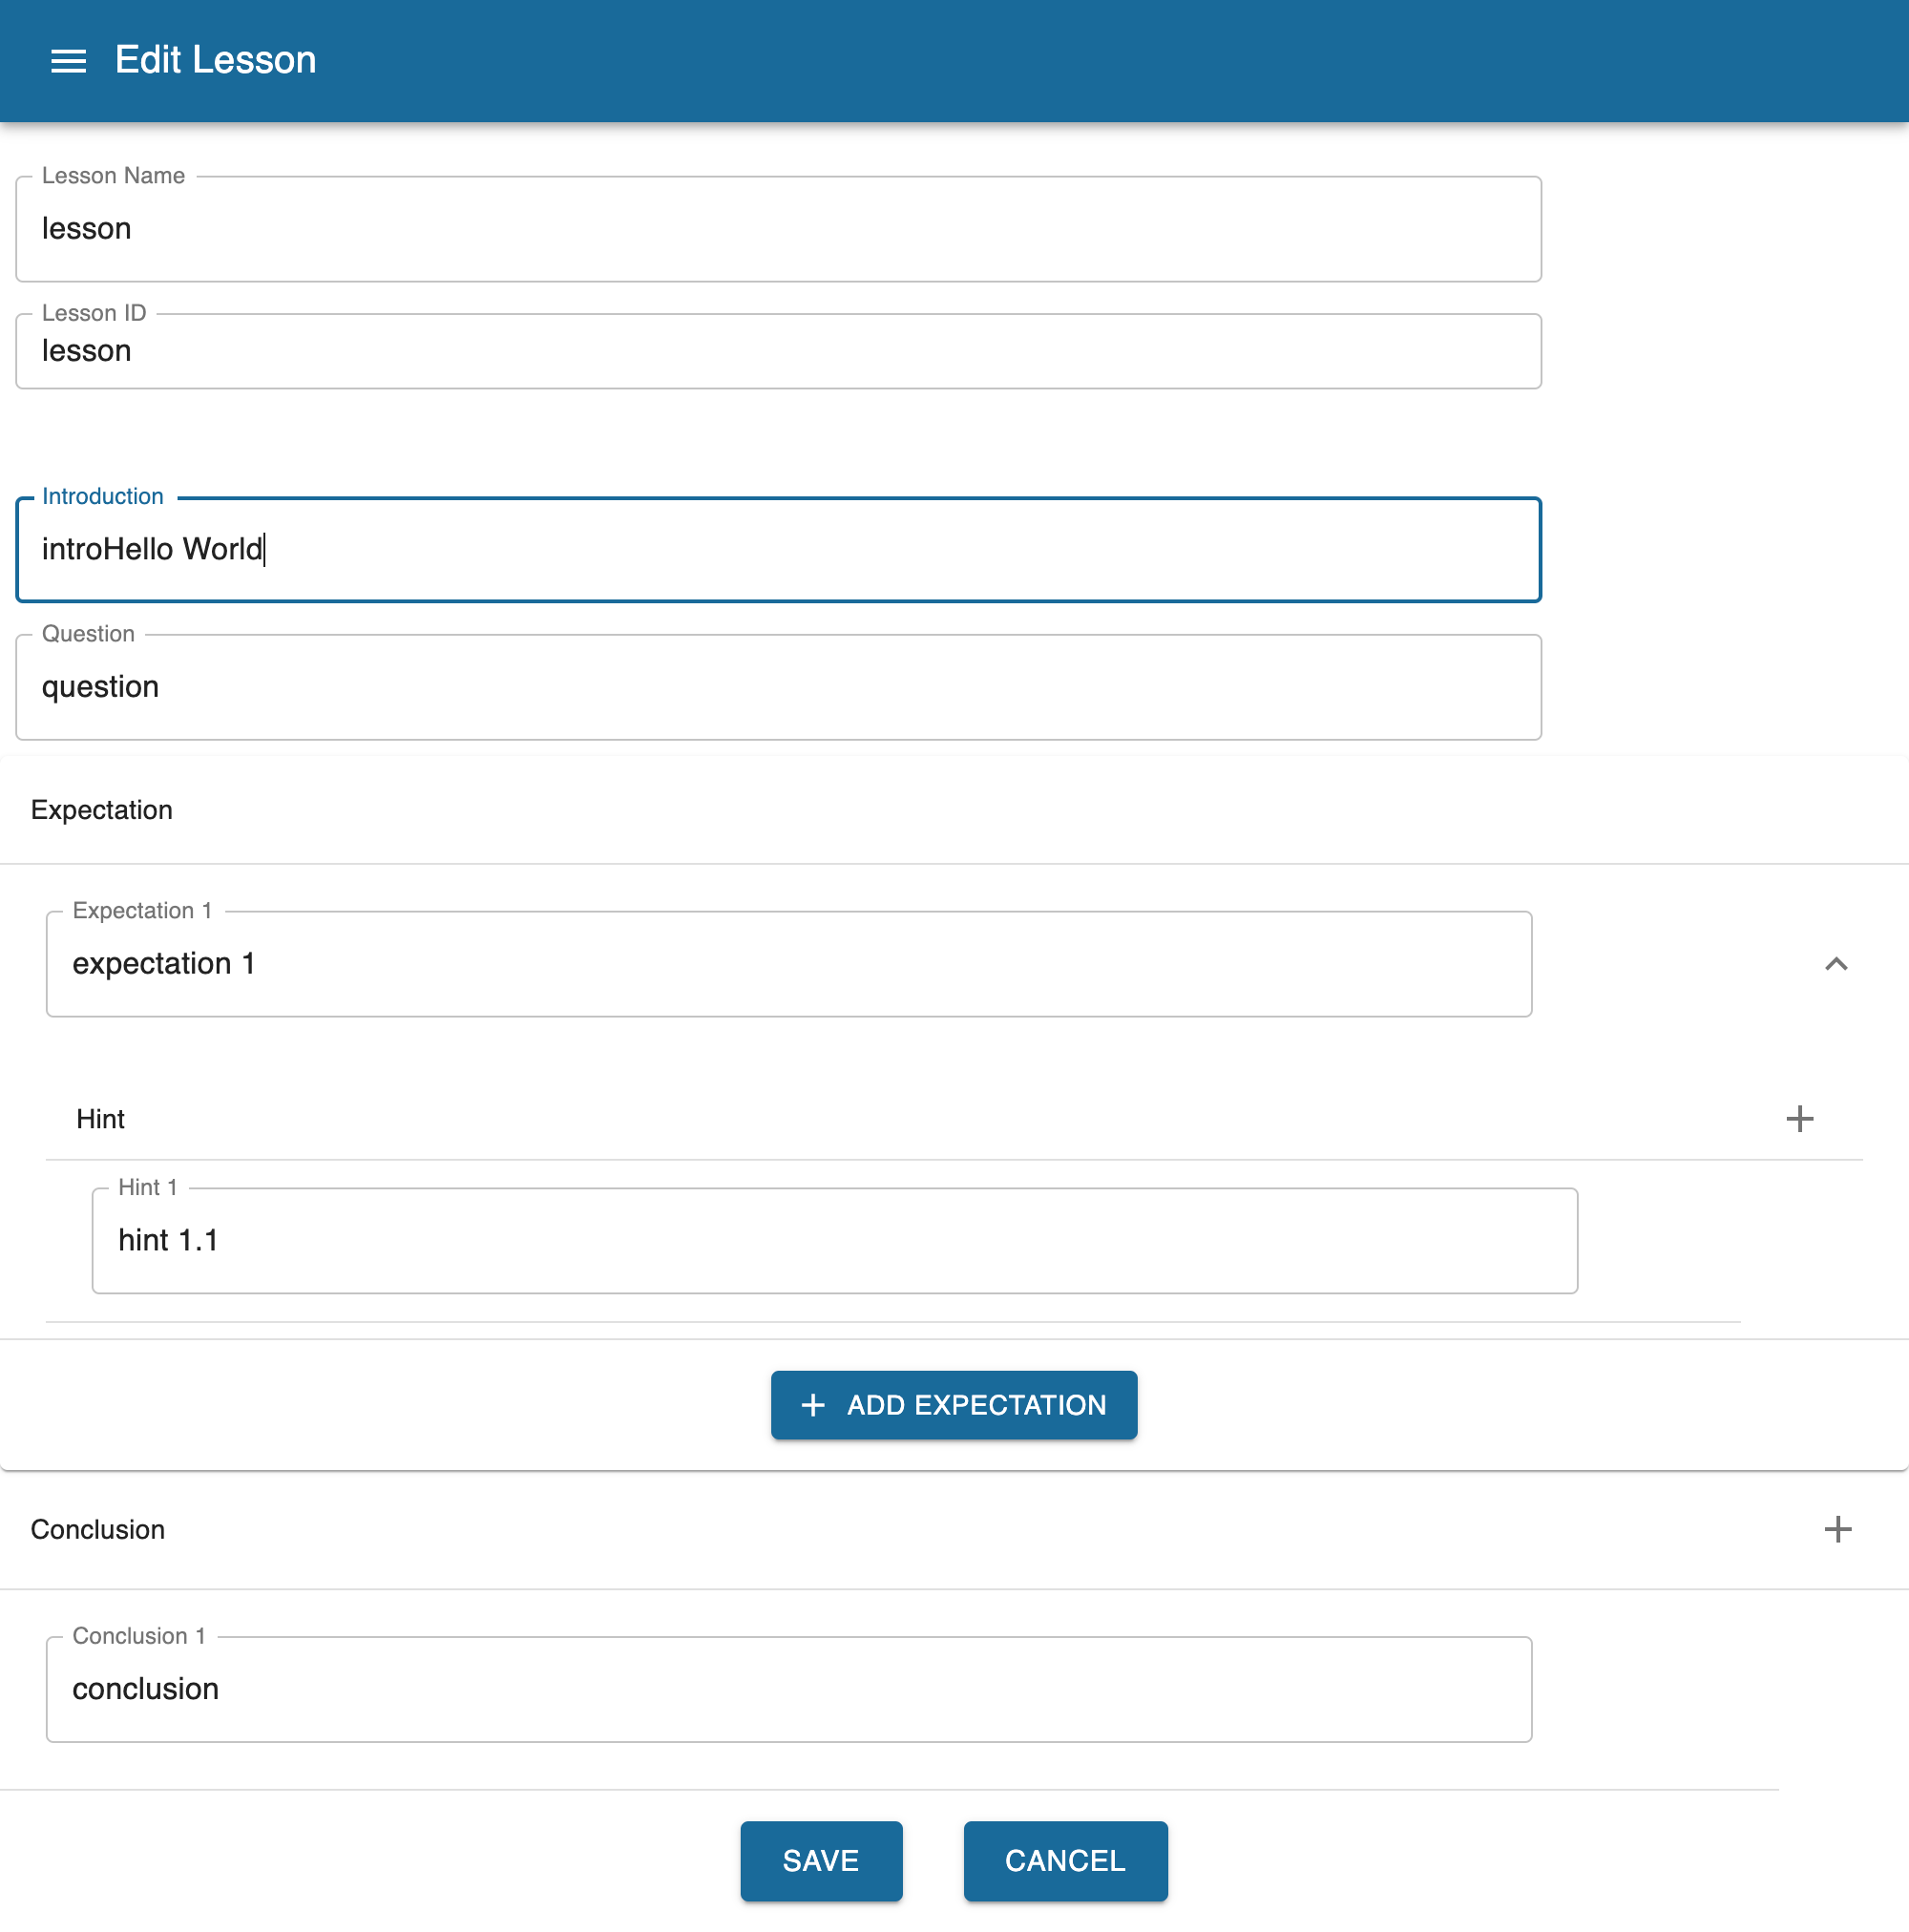 Edit Lesson
Lesson Name
lesson
Lesson ID
lesson
Introduction
introHello World
Question
question
Expectation
Expectation 1
expectation 1
Hint
Hint 1
hint 1.1
ADD EXPECTATION
Conclusion
Conclusion 1
conclusion
SAVE CANCEL